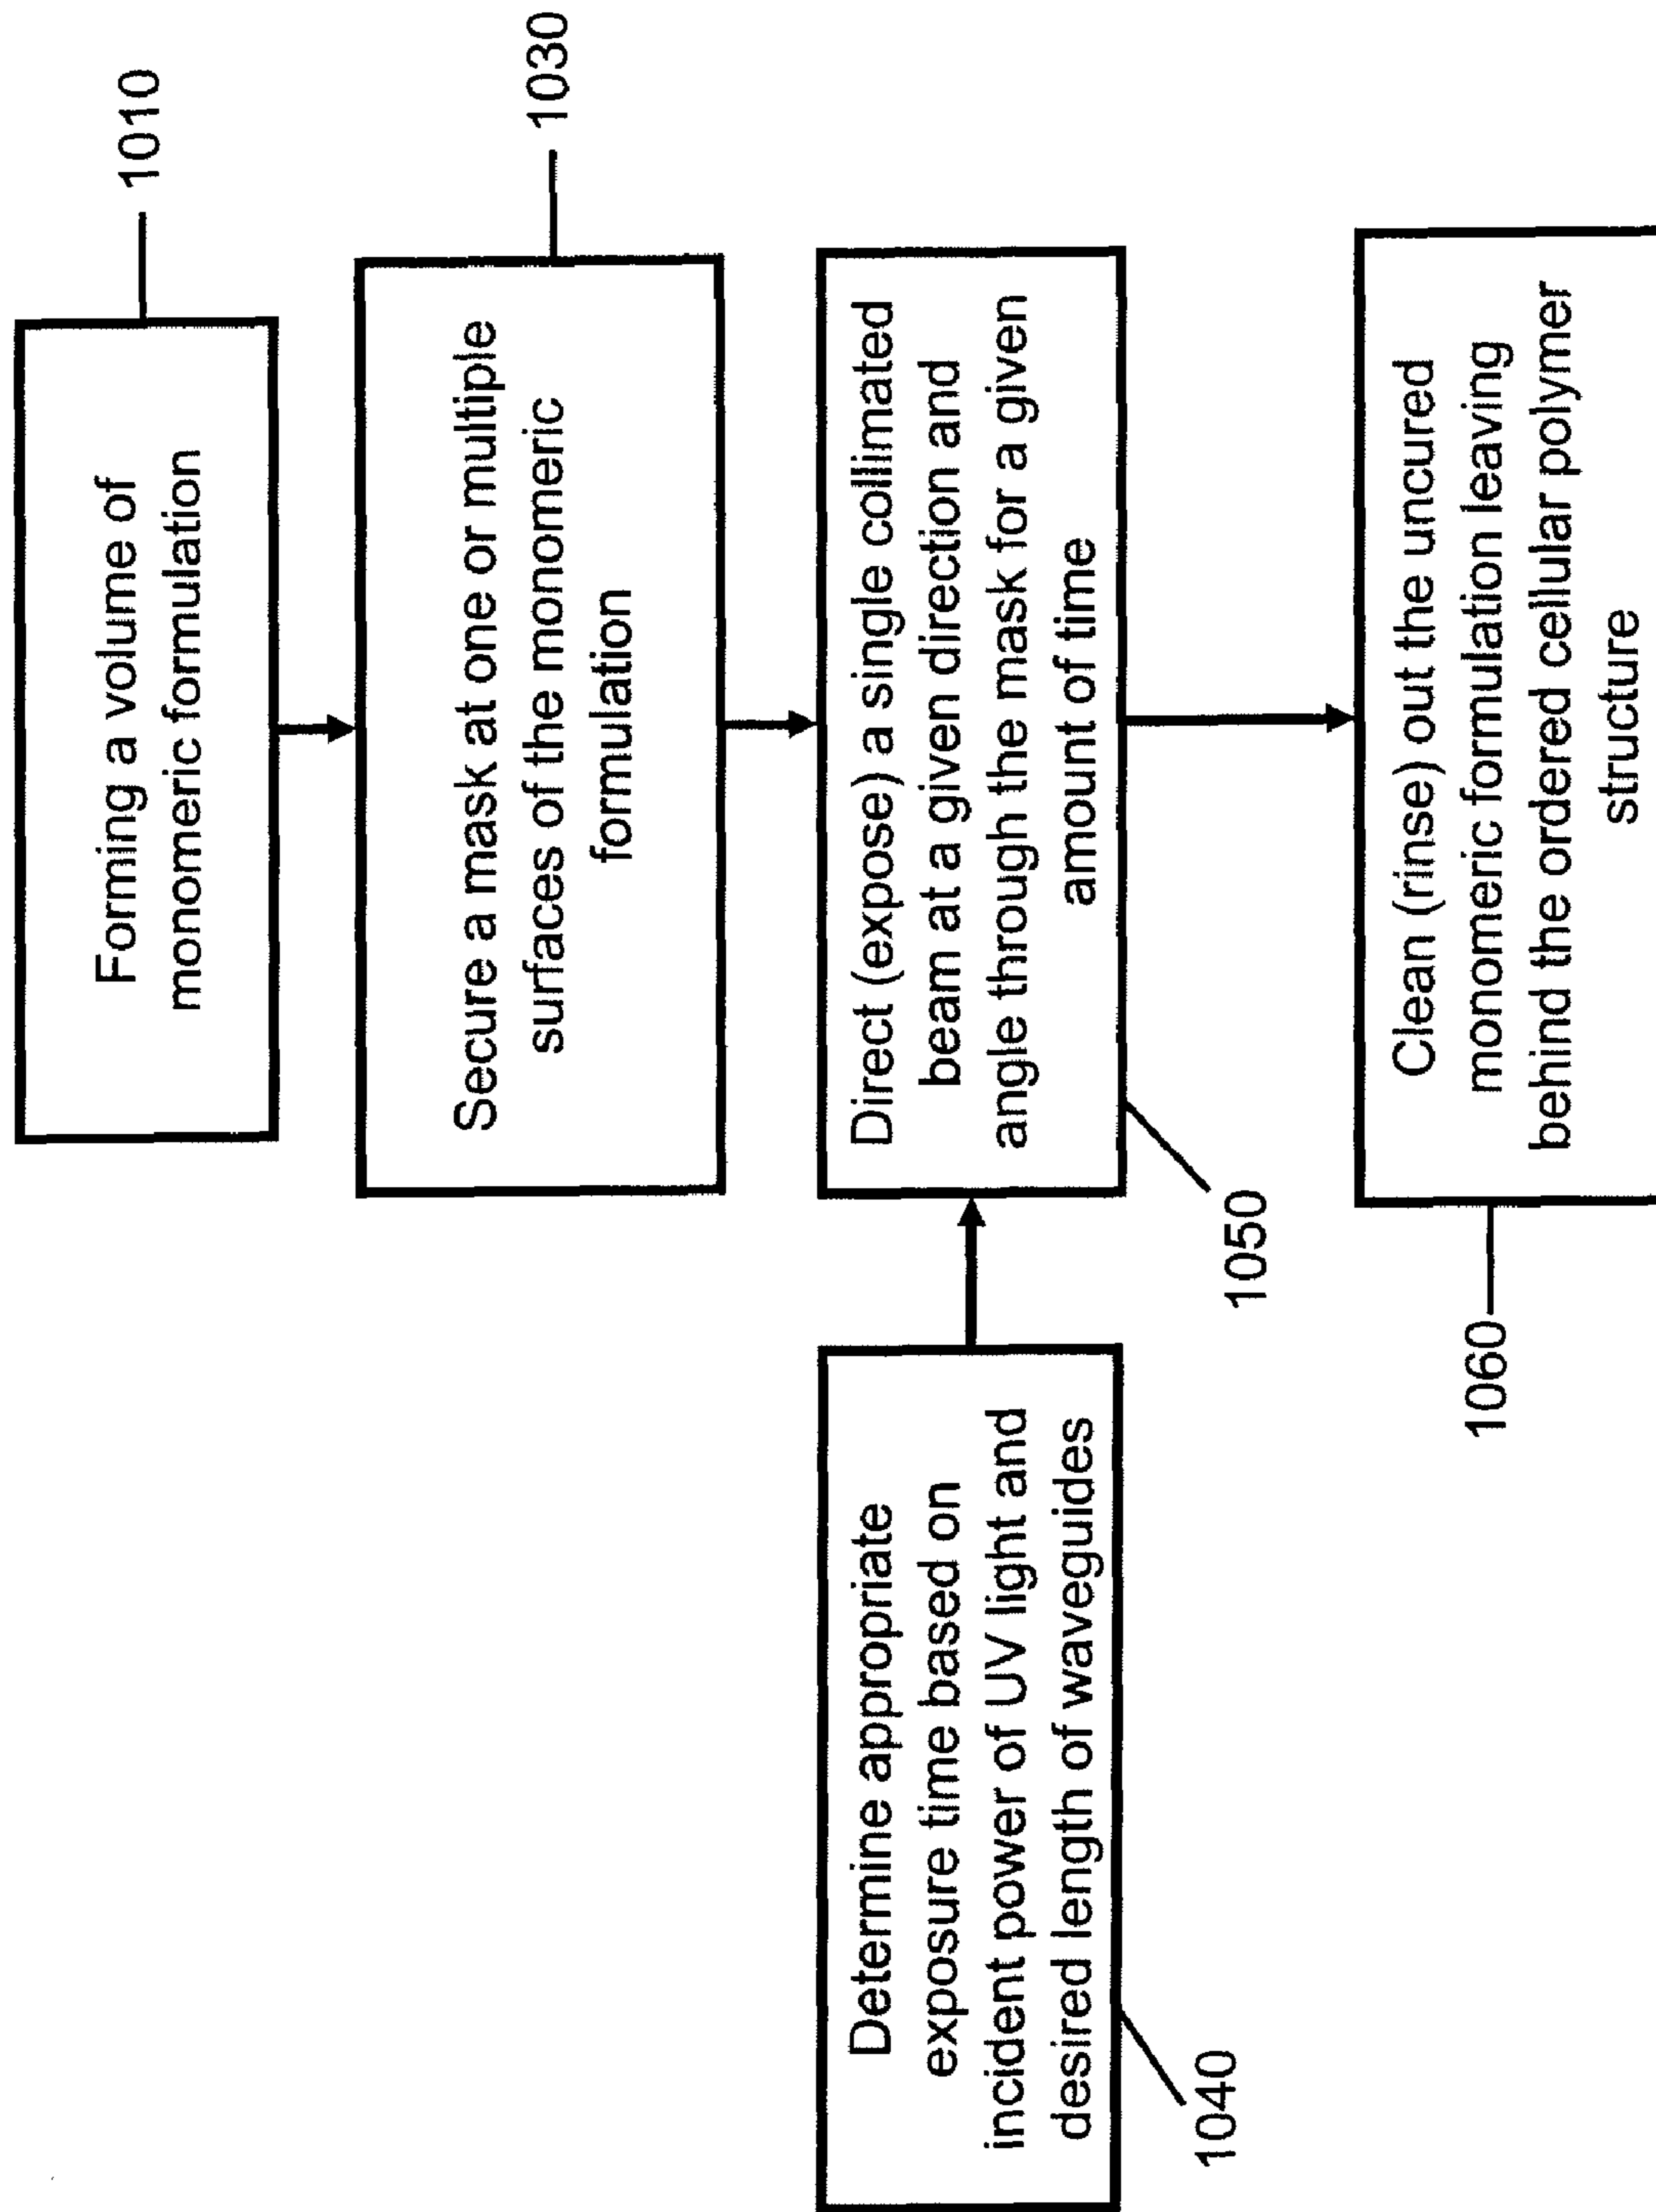 Forming a volume of
monomeric formulation
1010
Secure a mask at one or multiple
surfaces of the monomeric
formulation
1030
Determine appropriate
exposure time based on
incident power of UV light and
desired length of waveguides
1040
Direct (expose) a single collimated
beam at a given direction and
angle through the mask for a given
amount of time
1050
Clean (rinse) out the uncured
monomeric formulation leaving
behind the ordered cellular polymer
structure
1060